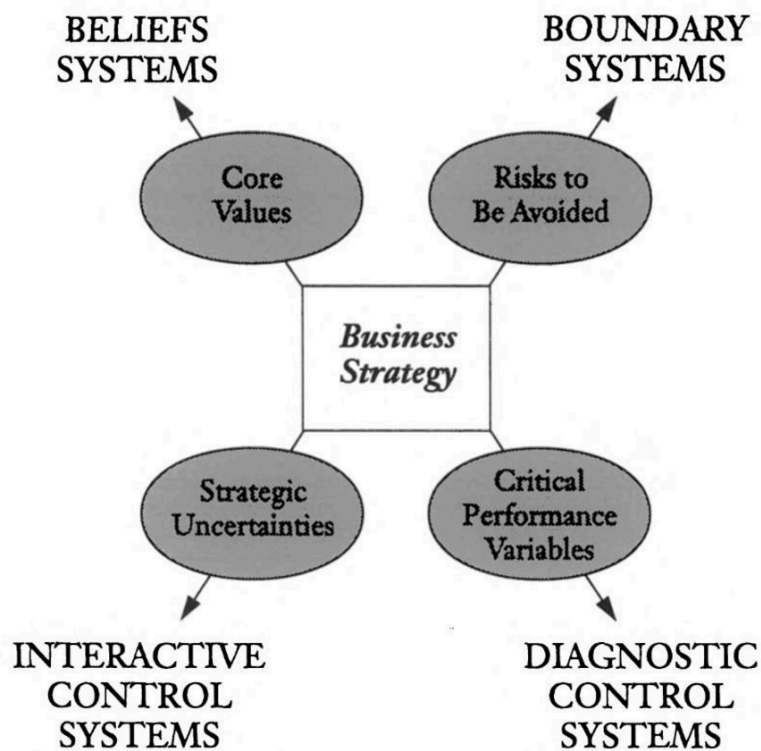 BELIEFS
SYSTEMS
BOUNDARY
SYSTEMS
Core
Values
Risks to
Be Avoided
Business
Strategy
Strategic
Uncertainties
Critical
Performance
Variables
INTERACTIVE
CONTROL
SYSTEMS
DIAGNOSTIC
CONTROL
SYSTEMS